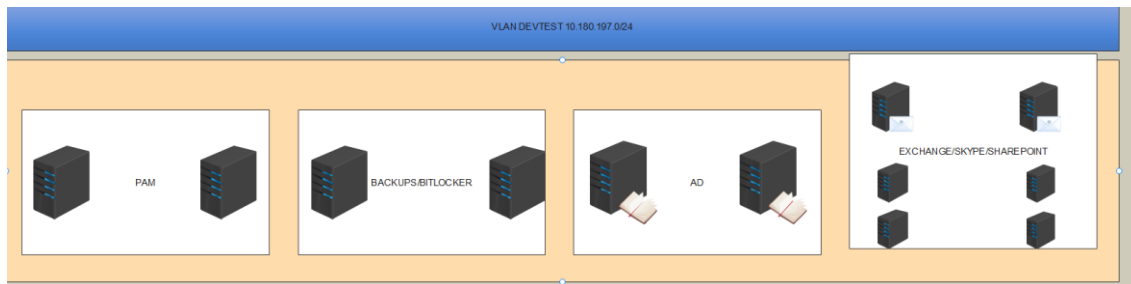 VLAN DEVTEST 10.180.197.0/24
PAM
BACKUPS/BITLOCKER
AD
EXCHANGE/SKYPE/SHAREPOINT